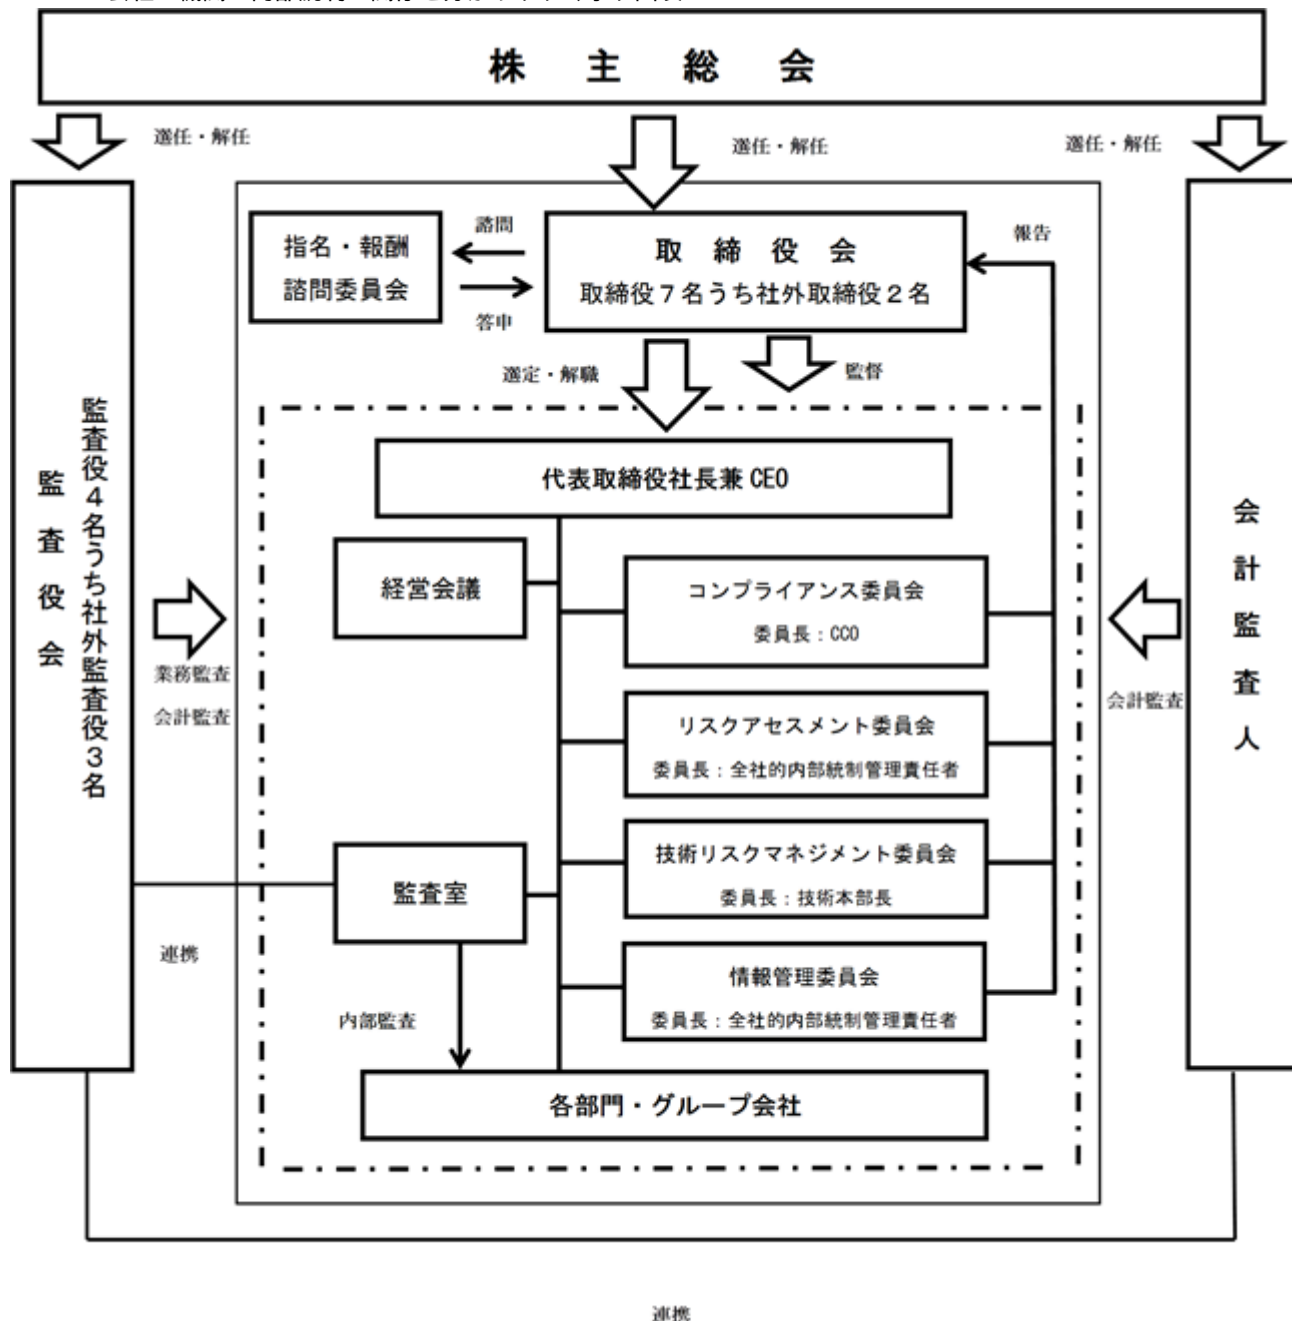 株主総会
選任・解任
選任・解任
選任・解任
指名・報酬
諮問委員会
諮問
答申
取締役会
取締役7名うち社外取締役2名
報告
選定・解職
監督
監査役会
監査役4名うち社外監査役3名
代表取締役社長兼CEO
会計監査人
経営会議
コンプライアンス委員会
委員長:CCO
業務監査
会計監査
会計監査
リスクアセスメント委員会
委員長:全社的内部統制管理責任者
技術リスクマネジメント委員会
委員長:技術本部長
監査室
連携
情報管理委員会
委員長:全社的内部統制管理責任者
内部監査
各部門・グループ会社
連携